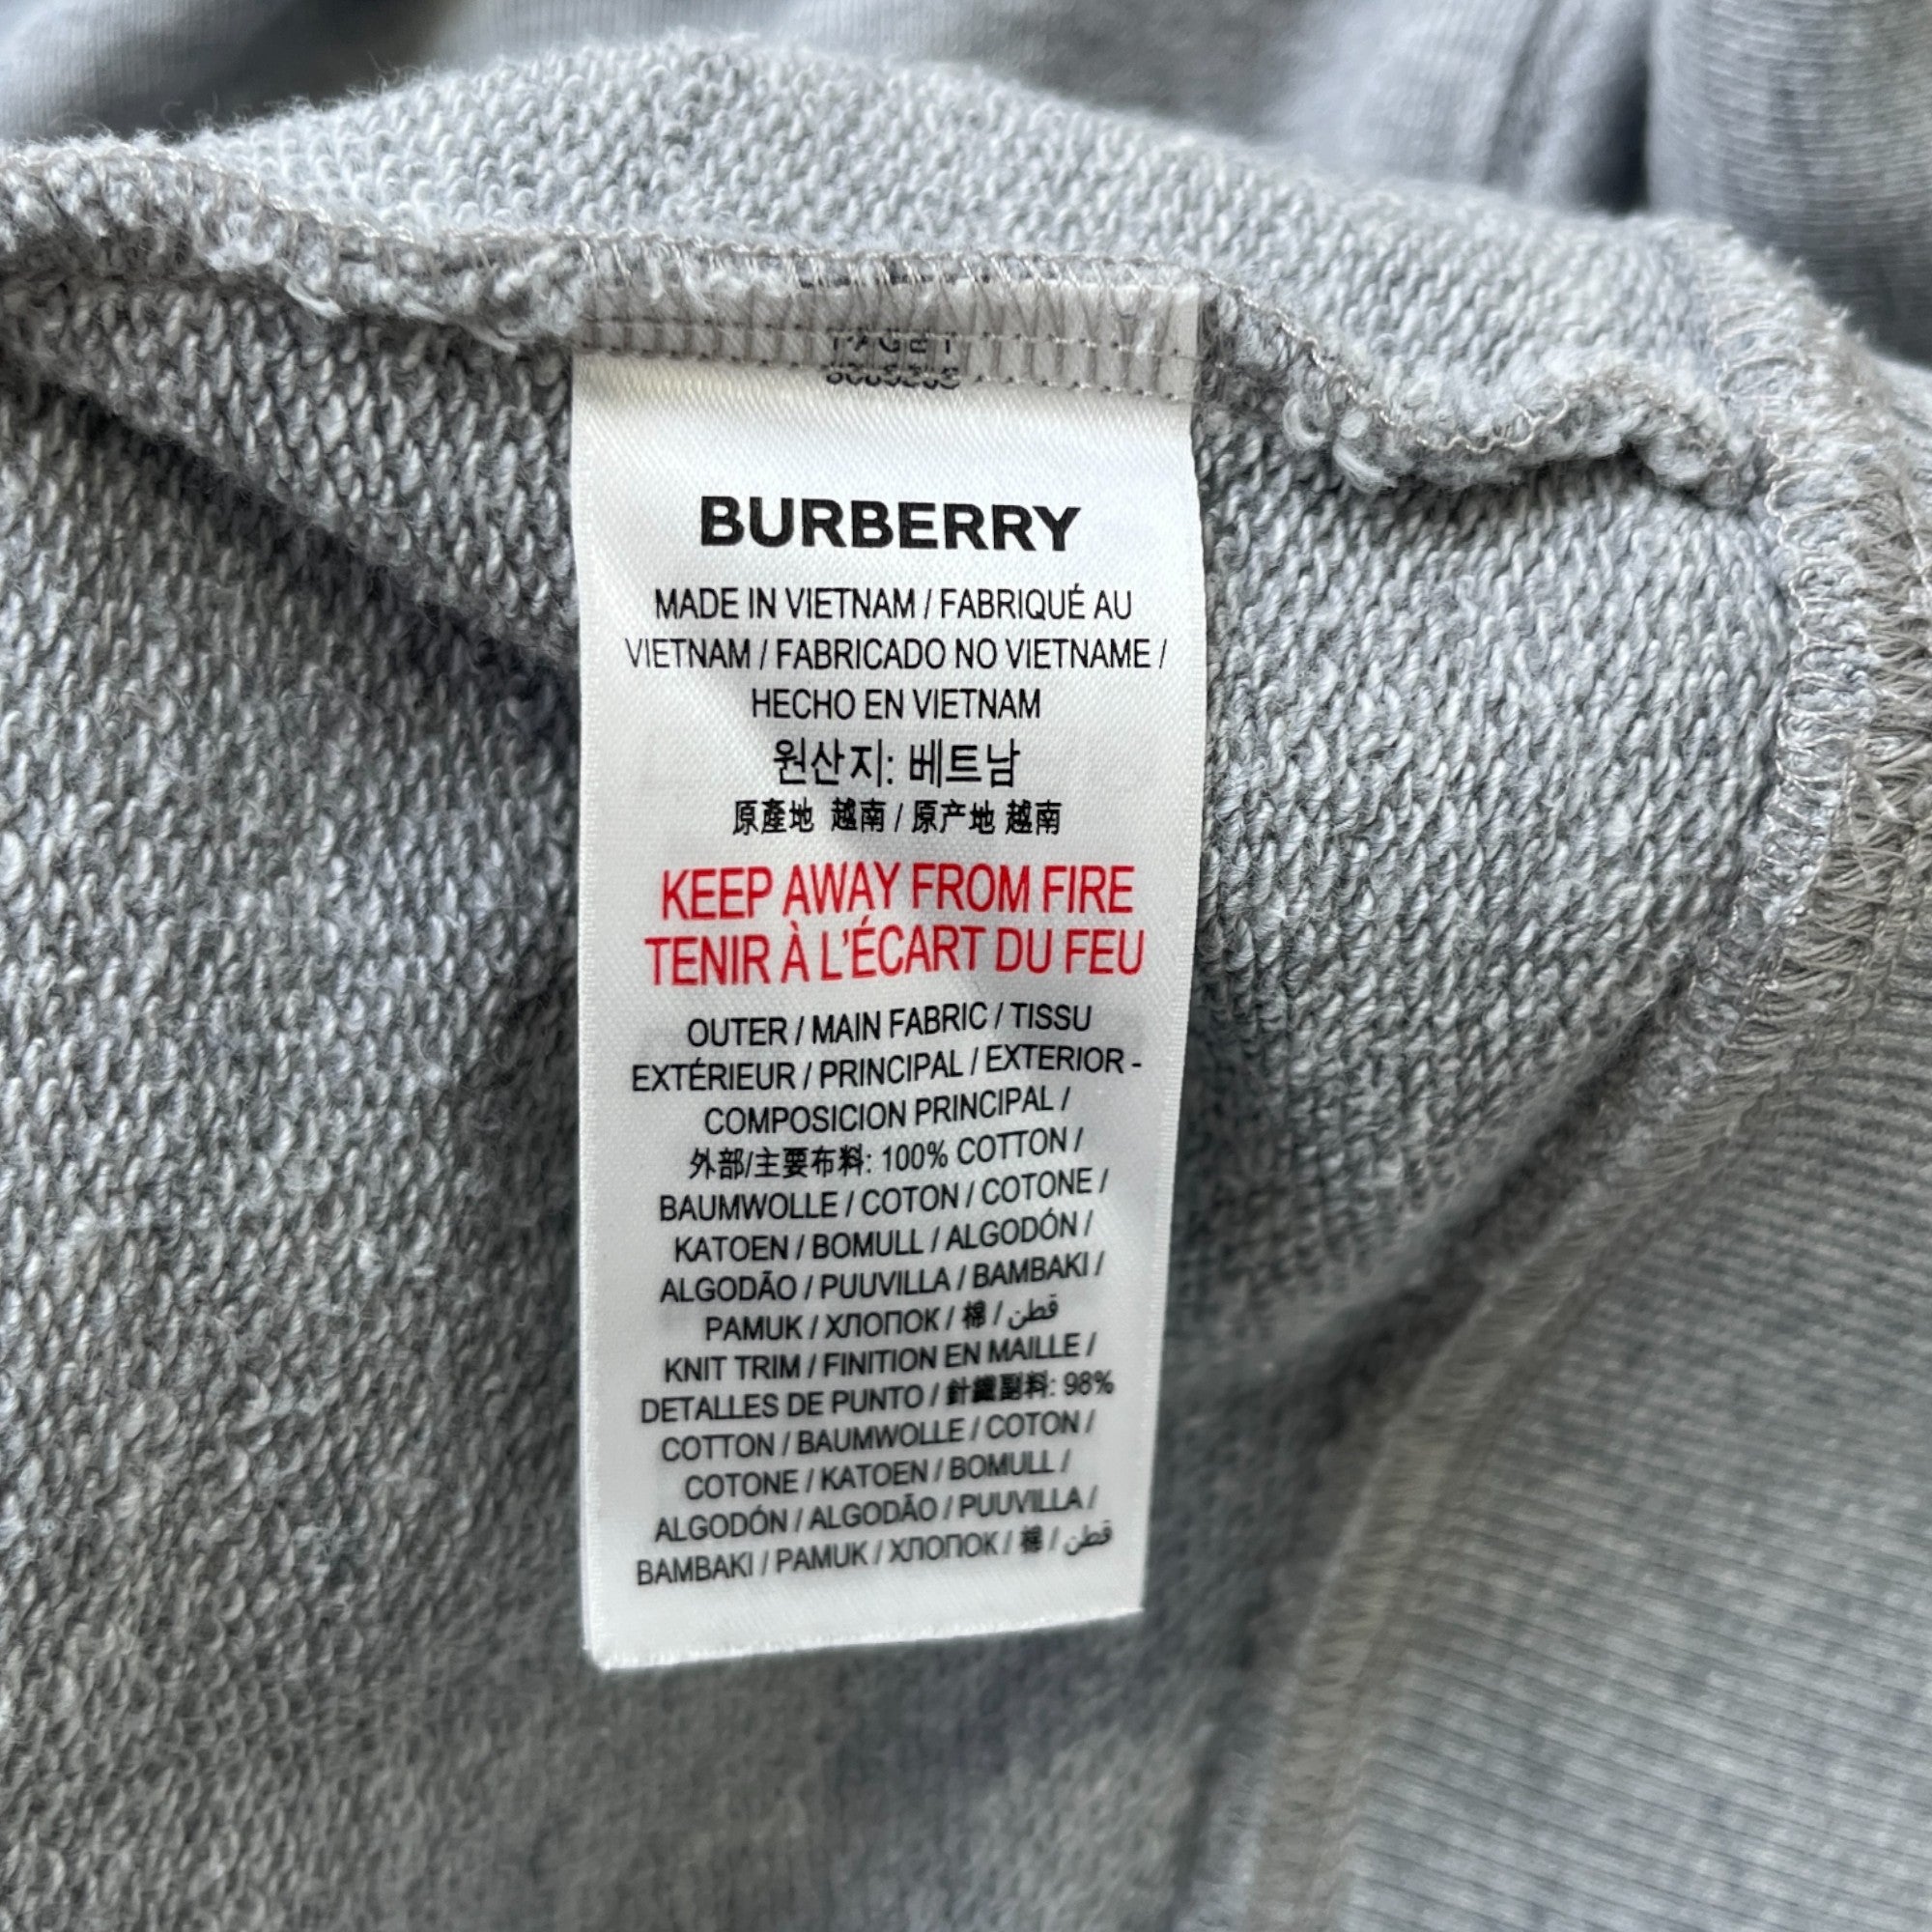 BURBERRY
MADE IN VIETNAM / FABRIQUÉ AU
VIETNAM / FABRICADO NO VIETNAME /
HECHO EN VIETNAM
원산지: 베트남
原產地 越南 / 原产地 越南
KEEP AWAY FROM FIRE
TENIR À L'ÉCART DU FEU
OUTER / MAIN FABRIC / TISSU
EXTÉRIEUR / PRINCIPAL / EXTERIOR -
COMPOSICION PRINCIPAL /
外部/主要布料: 100% COTTON /
BAUMWOLLE / COTON / COTONE /
KATOEN / BOMULL / ALGODÓN /
ALGODÃO / PUUVILLA / BAMBAKI /
PAMUK / ХЛОПОК / 棉 / قطن
KNIT TRIM / FINITION EN MAILLE /
DETALLES DE PUNTO / 針織副料: 98%
COTTON / BAUMWOLLE / COTON /
COTONE / KATOEN / BOMULL /
ALGODÓN / ALGODÃO / PUUVILLA /
BAMBAKI / PAMUK / ХЛОПОК / 棉 / قطن